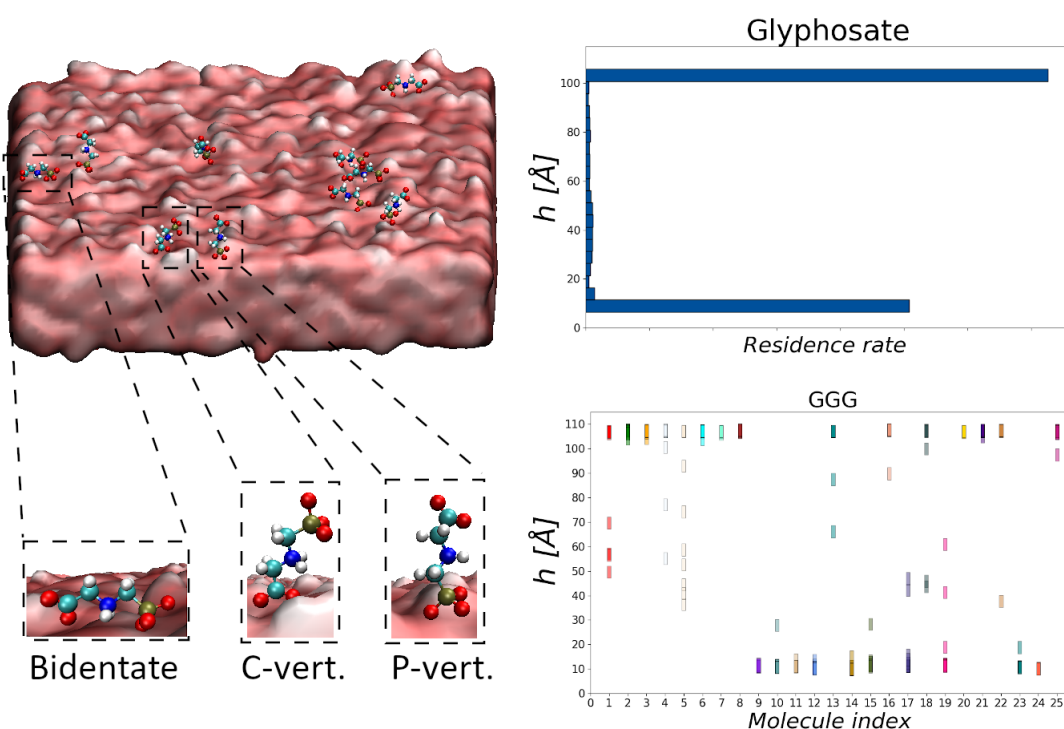 Glyphosate
h [Å]
100
80
60
40
20
0
Residence rate
GGG
h [Å]
110
100
90
80
70
60
50
40
30
20
10
0
0 1 2 3 4 5 6 7 8 9 10 11 12 13 14 15 16 17 18 19 20 21 22 23 24 25
Molecule index
Bidentate C-vert. P-vert.